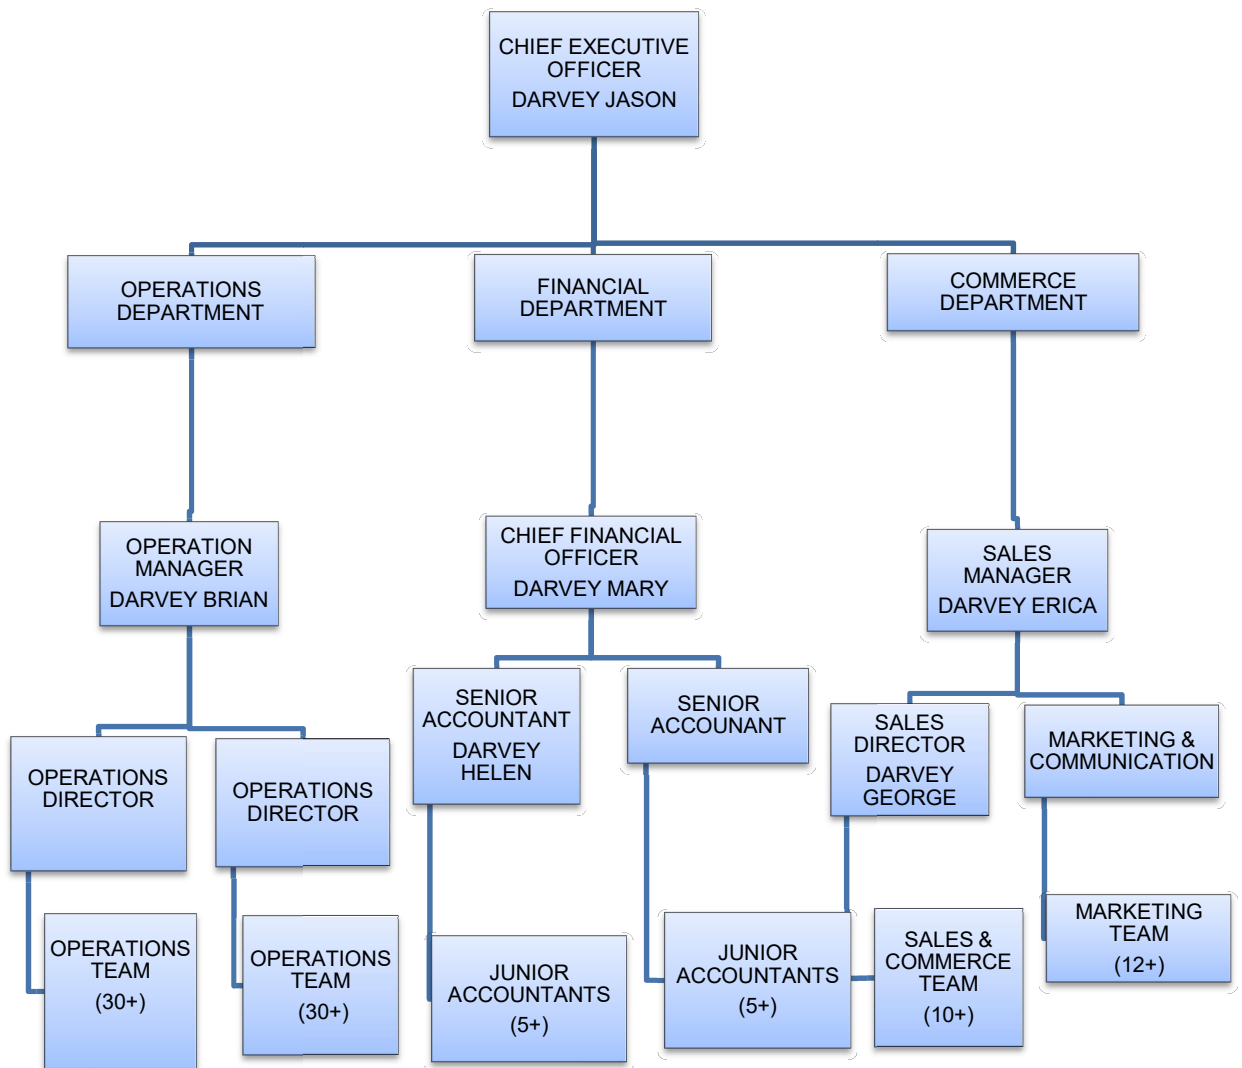 CHIEF EXECUTIVE
OFFICER
DARVEY JASON
OPERATIONS
DEPARTMENT
FINANCIAL
DEPARTMENT
COMMERCE
DEPARTMENT
OPERATION
MANAGER
DARVEY BRIAN
CHIEF FINANCIAL
OFFICER
DARVEY MARY
SALES
MANAGER
DARVEY ERICA
OPERATIONS
DIRECTOR
OPERATIONS
DIRECTOR
SENIOR
ACCOUNTANT
DARVEY
HELEN
SENIOR
ACCOUNANT
SALES
DIRECTOR
DARVEY
GEORGE
MARKETING &
COMMUNICATION
OPERATIONS
TEAM
(30+)
OPERATIONS
TEAM
(30+)
JUNIOR
ACCOUNTANTS
(5+)
JUNIOR
ACCOUNTANTS
(5+)
SALES &
COMMERCE
TEAM
(10+)
MARKETING
TEAM
(12+)